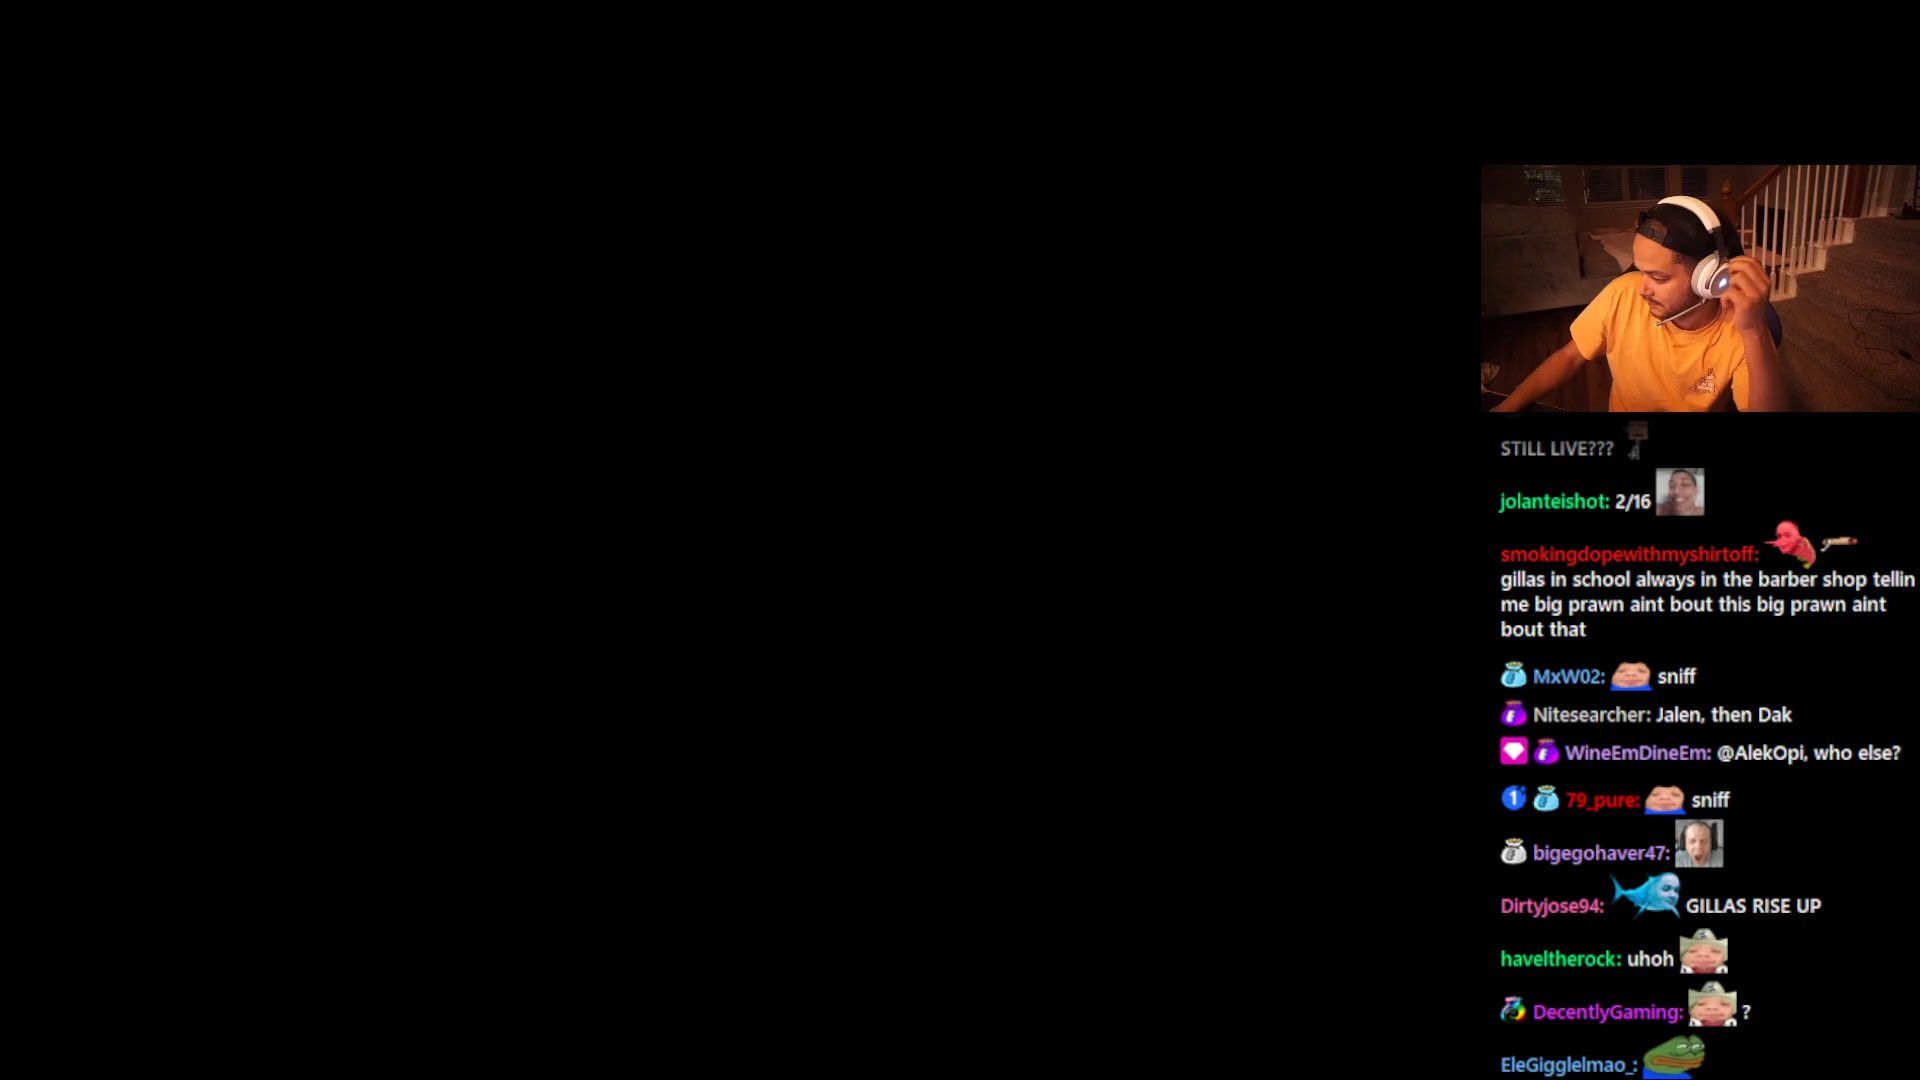 STILL LIVE???
jolanteishot: 2/16
smokingdopewithmyshirtoff:
gillas in school always in the barber shop tellin
me big prawn aint bout this big prawn aint
bout that
MxW02: sniff
Nitesearcher: Jalen, then Dak
WineEmDineEm: @AlekOpi, who else?
79_pure: sniff
bigegohaver47:
Dirtyjose94: GILLAS RISE UP
haveltherock: uhoh
DecentlyGaming: ?
EleGigglelmao_: